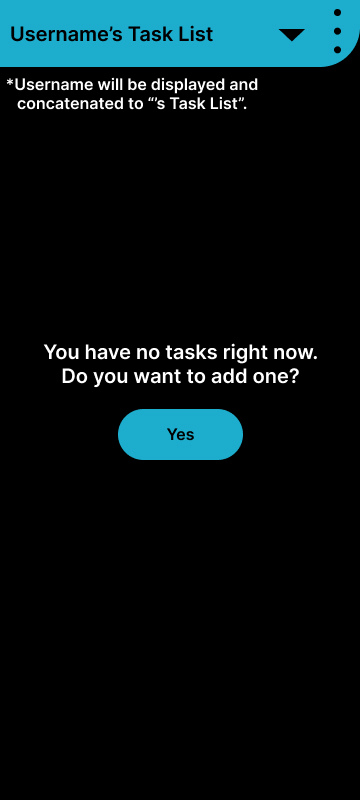 Username’s Task List
*Username will be displayed and
concatenated to “’s Task List”.
You have no tasks right now.
Do you want to add one?
Yes